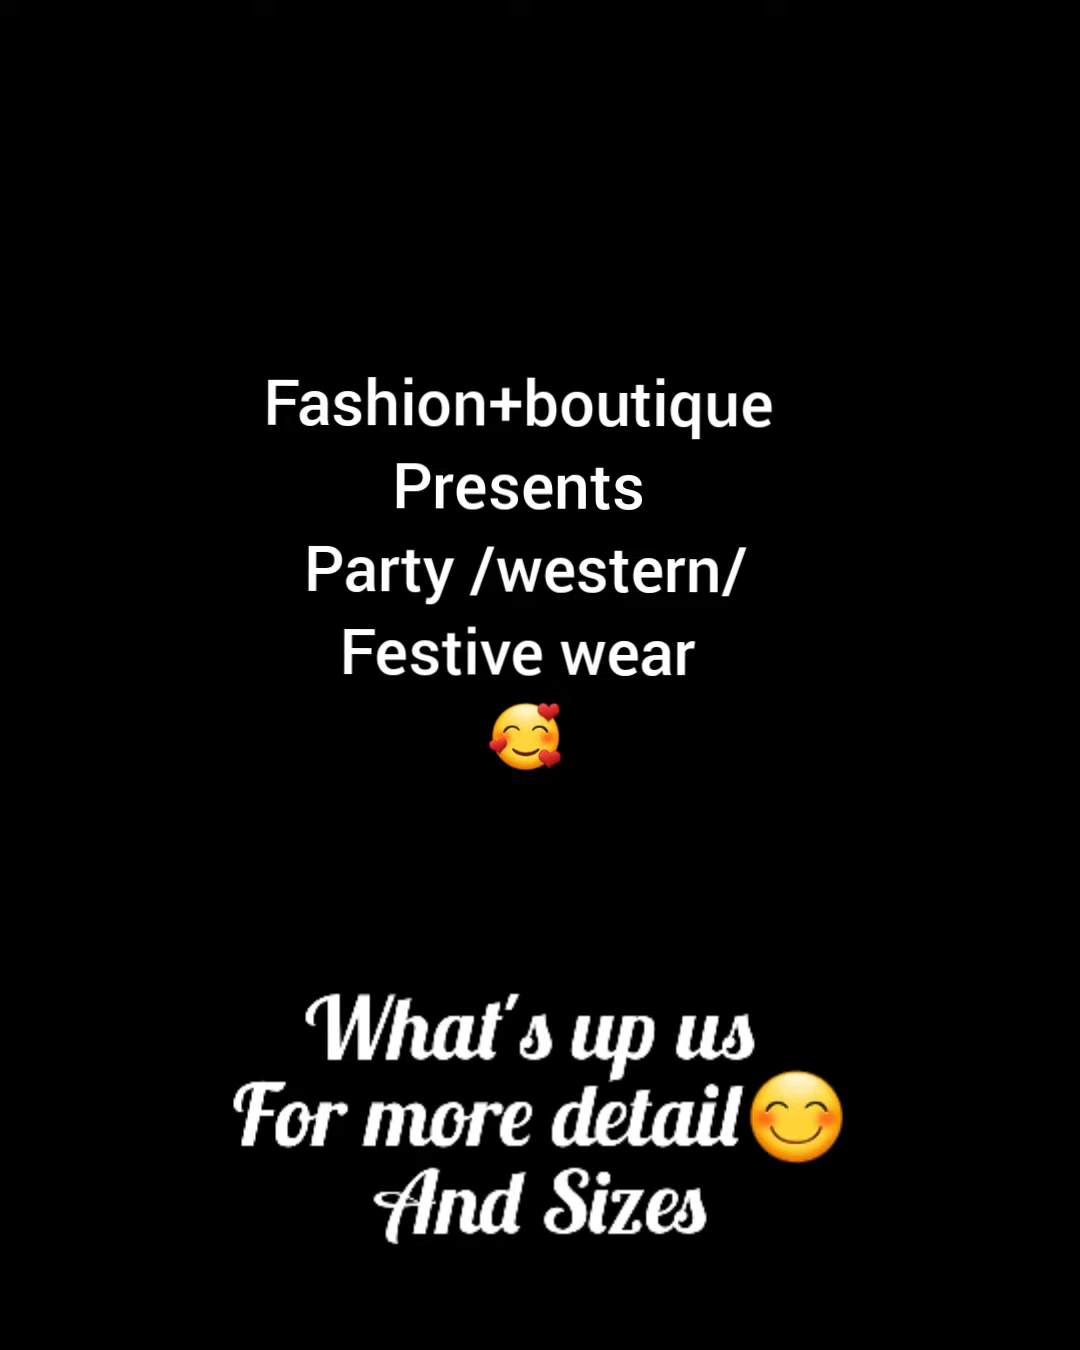 Fashion+boutique
Presents
Party /western/
Festive wear
🥰
What's up us
For more detail😊
And Sizes